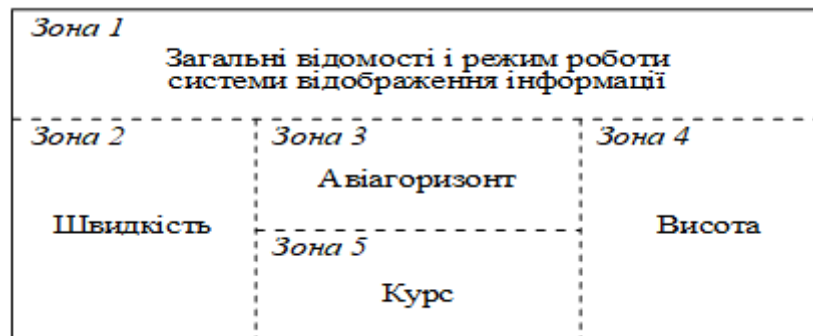 Зона 1
Загальні відомості і режим роботи
системи відображення інформації
Зона 2
Швидкість
Зона 3
Авіагоризонт
Зона 4
Висота
Зона 5
Курс